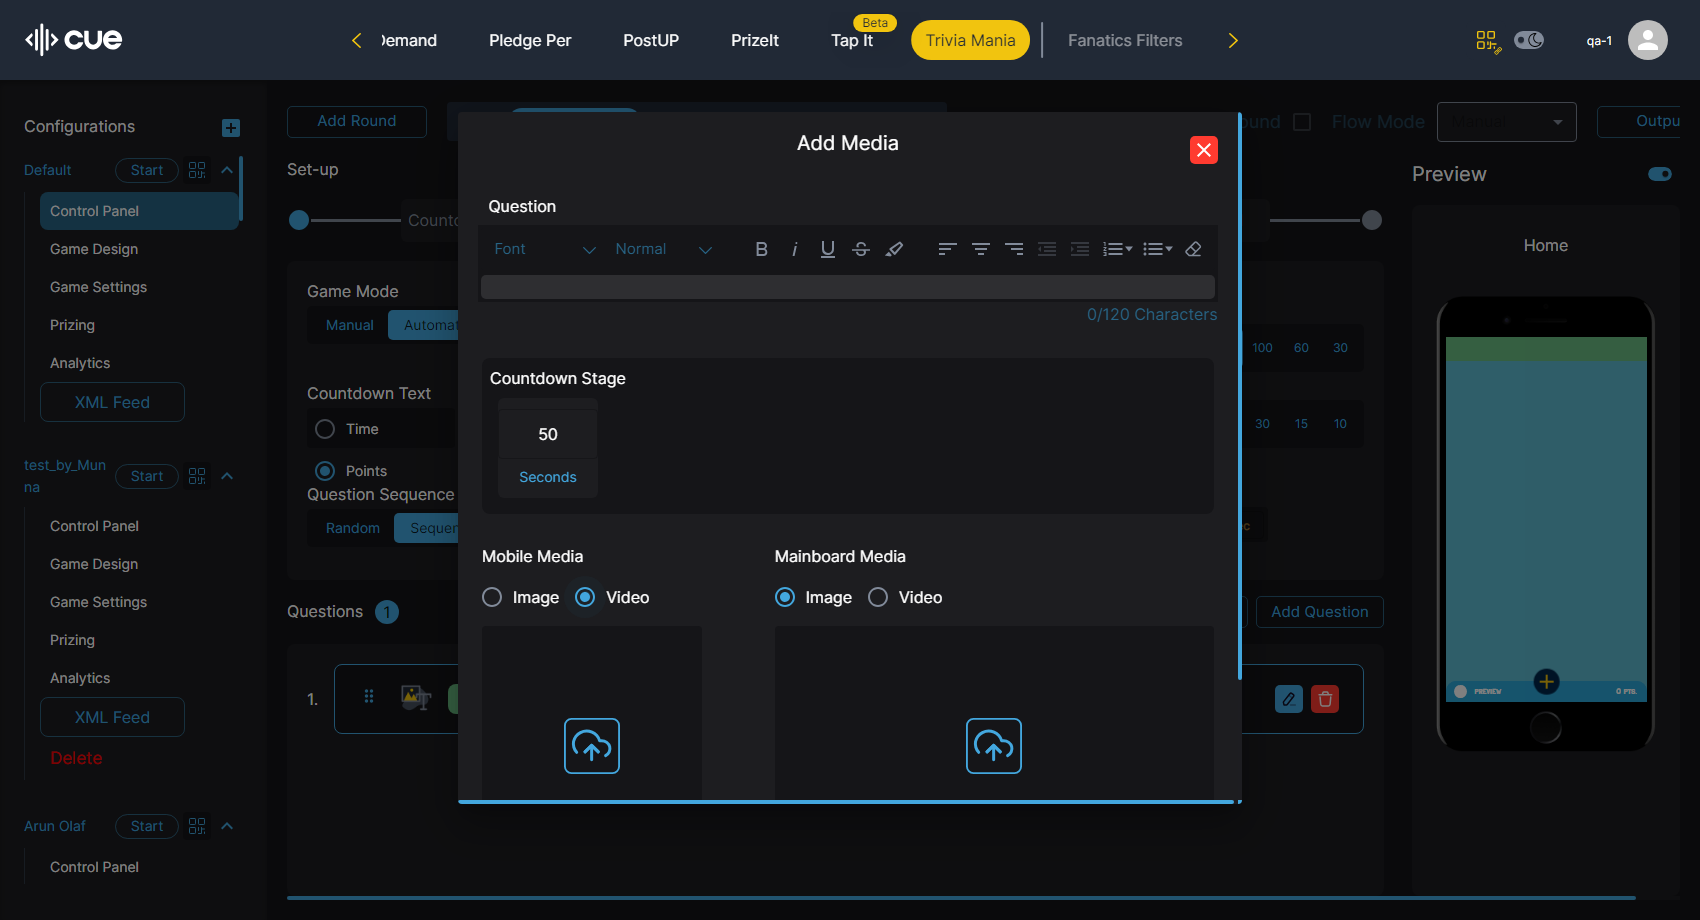 cue
Demand
Pledge Per
PostUP
PrizeIt
Tap It
Beta
Trivia Mania
Fanatics Filters
qa-1
Configurations
Default
Start
Control Panel
Game Design
Game Settings
Prizing
Analytics
XML Feed
test_by_Mun
na
Start
Control Panel
Game Design
Game Settings
Prizing
Analytics
XML Feed
Delete
Arun Olaf
Start
Control Panel
Add Round
Flow Mode
Manual
Outpu
Set-up
Game Mode
Manual
Automat
Countdown Text
Time
Points
Question Sequence
Random
Sequen
100 60 30
30 15 10
Questions 1
Add Question
1.
Add Media
Question
Font
Normal
B i U S
0/120 Characters
Countdown Stage
50
Seconds
Mobile Media
Image Video
Mainboard Media
Image Video
Preview
Home
PREVIEW
0 PTS.